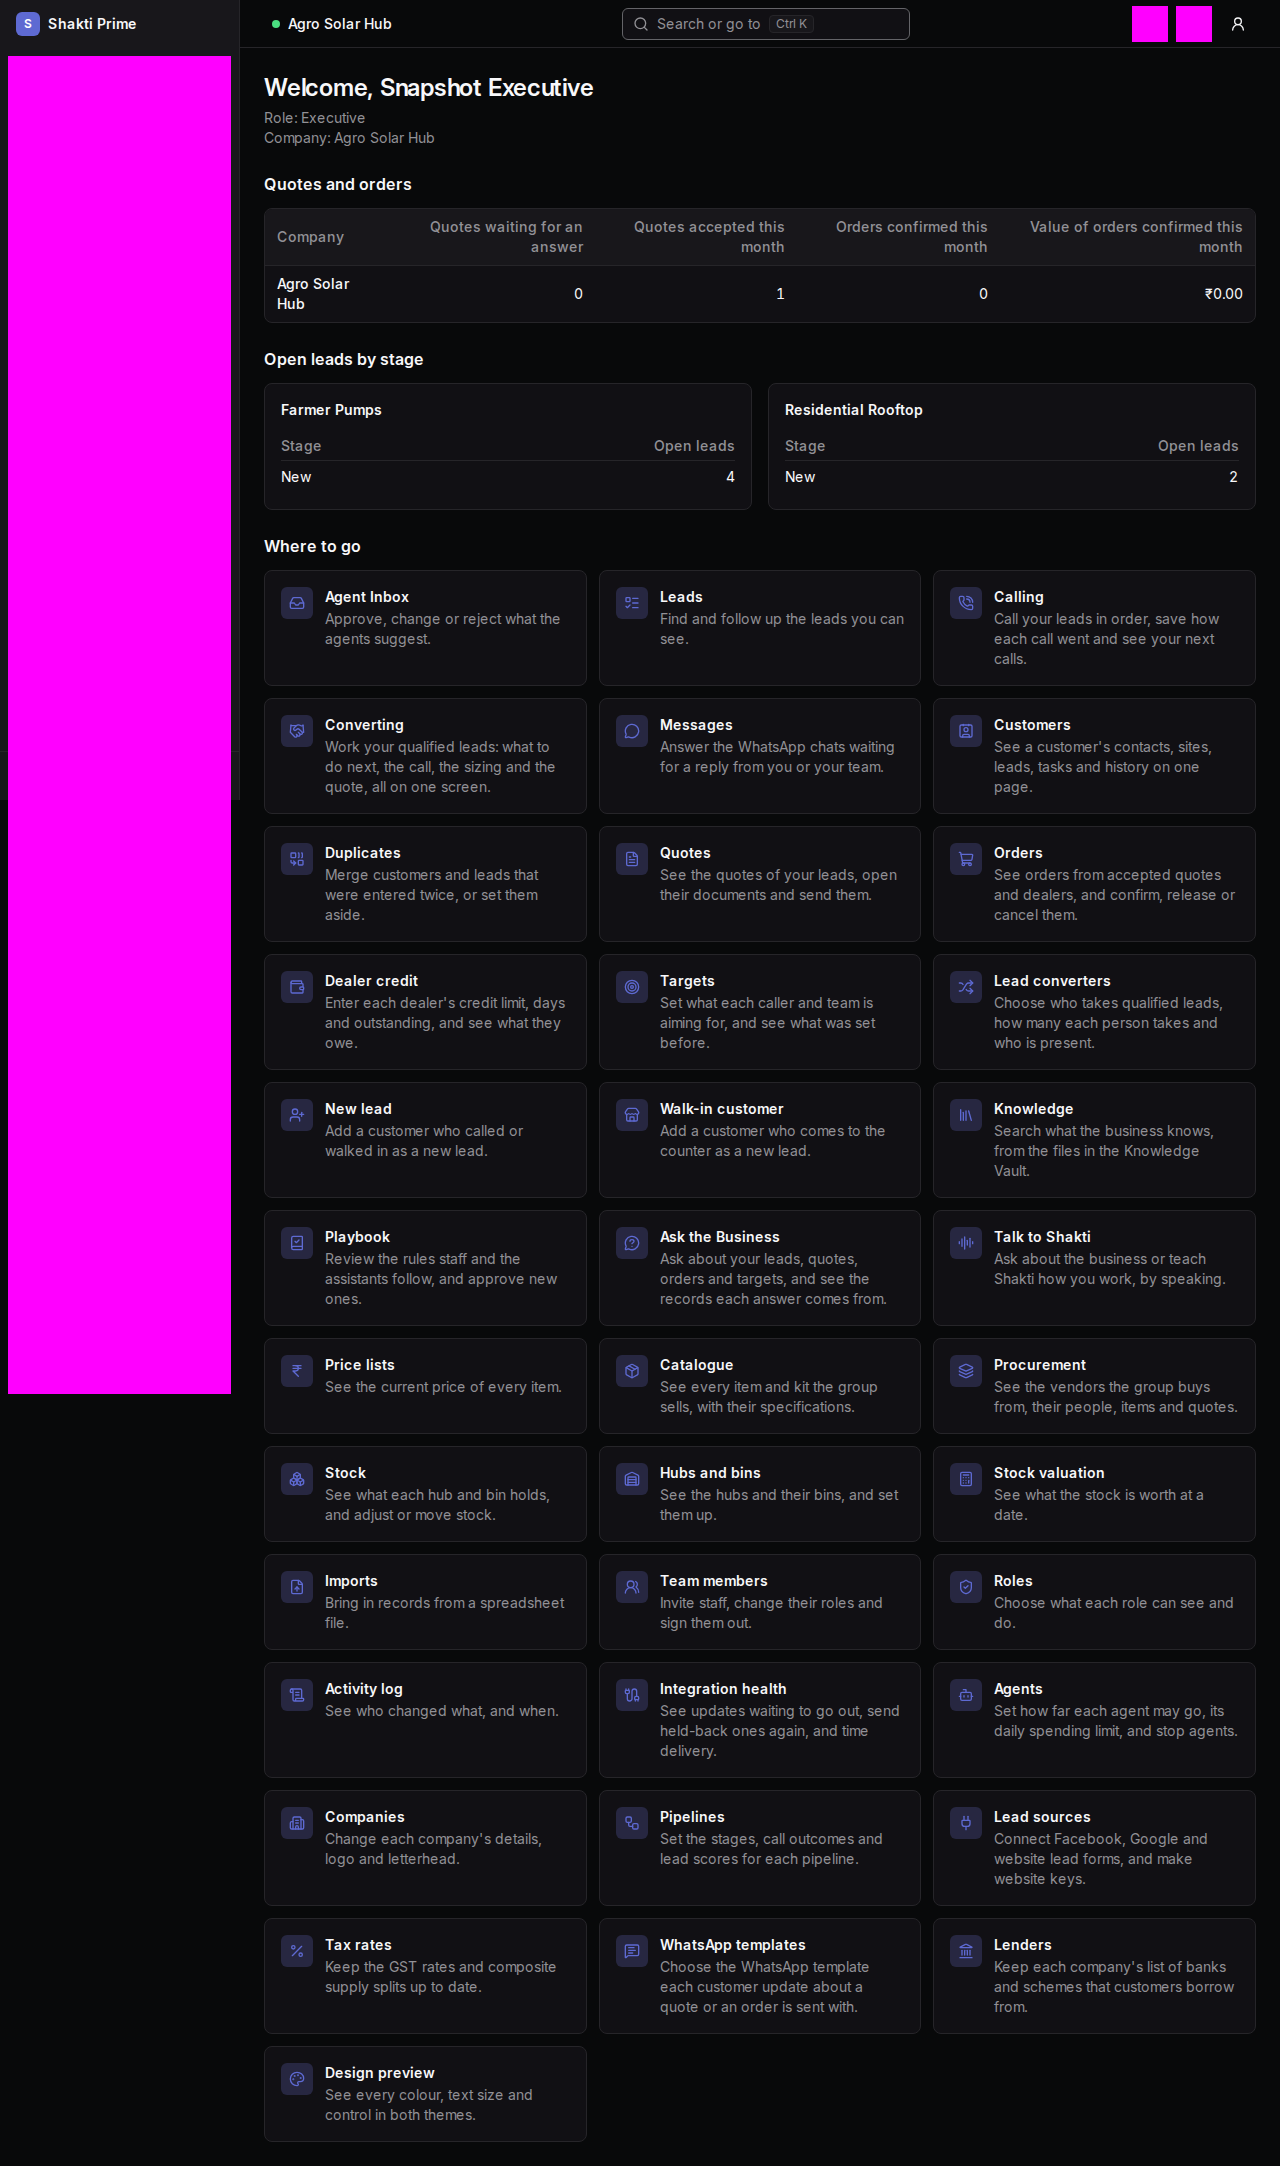 S Shakti Prime
Agro Solar Hub
Search or go to Ctrl K
Welcome, Snapshot Executive
Role: Executive
Company: Agro Solar Hub
Quotes and orders
Company
Quotes waiting for an
answer
Quotes accepted this
month
Orders confirmed this
month
Value of orders confirmed this
month
Agro Solar
Hub
0 1 0 ₹0.00
Open leads by stage
Farmer Pumps
Stage Open leads
New 4
Residential Rooftop
Stage Open leads
New 2
Where to go
Agent Inbox
Approve, change or reject what the
agents suggest.
Leads
Find and follow up the leads you can
see.
Calling
Call your leads in order, save how
each call went and see your next
calls.
Converting
Work your qualified leads: what to
do next, the call, the sizing and the
quote, all on one screen.
Messages
Answer the WhatsApp chats waiting
for a reply from you or your team.
Customers
See a customer's contacts, sites,
leads, tasks and history on one
page.
Duplicates
Merge customers and leads that
were entered twice, or set them
aside.
Quotes
See the quotes of your leads, open
their documents and send them.
Orders
See orders from accepted quotes
and dealers, and confirm, release or
cancel them.
Dealer credit
Enter each dealer's credit limit, days
and outstanding, and see what they
owe.
Targets
Set what each caller and team is
aiming for, and see what was set
before.
Lead converters
Choose who takes qualified leads,
how many each person takes and
who is present.
New lead
Add a customer who called or
walked in as a new lead.
Walk-in customer
Add a customer who comes to the
counter as a new lead.
Knowledge
Search what the business knows,
from the files in the Knowledge
Vault.
Playbook
Review the rules staff and the
assistants follow, and approve new
ones.
Ask the Business
Ask about your leads, quotes,
orders and targets, and see the
records each answer comes from.
Talk to Shakti
Ask about the business or teach
Shakti how you work, by speaking.
Price lists
See the current price of every item.
Catalogue
See every item and kit the group
sells, with their specifications.
Procurement
See the vendors the group buys
from, their people, items and quotes.
Stock
See what each hub and bin holds,
and adjust or move stock.
Hubs and bins
See the hubs and their bins, and set
them up.
Stock valuation
See what the stock is worth at a
date.
Imports
Bring in records from a spreadsheet
file.
Team members
Invite staff, change their roles and
sign them out.
Roles
Choose what each role can see and
do.
Activity log
See who changed what, and when.
Integration health
See updates waiting to go out, send
held-back ones again, and time
delivery.
Agents
Set how far each agent may go, its
daily spending limit, and stop agents.
Companies
Change each company's details,
logo and letterhead.
Pipelines
Set the stages, call outcomes and
lead scores for each pipeline.
Lead sources
Connect Facebook, Google and
website lead forms, and make
website keys.
Tax rates
Keep the GST rates and composite
supply splits up to date.
WhatsApp templates
Choose the WhatsApp template
each customer update about a
quote or an order is sent with.
Lenders
Keep each company's list of banks
and schemes that customers borrow
from.
Design preview
See every colour, text size and
control in both themes.